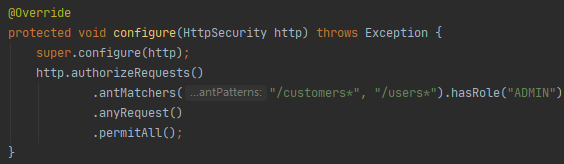 @Override
protected void configure(HttpSecurity http) throws Exception {
    super.configure(http);
    http.authorizeRequests()
            .antMatchers( ...antPatterns: "/customers*", "/users*").hasRole("ADMIN")
            .anyRequest()
            .permitAll();
}